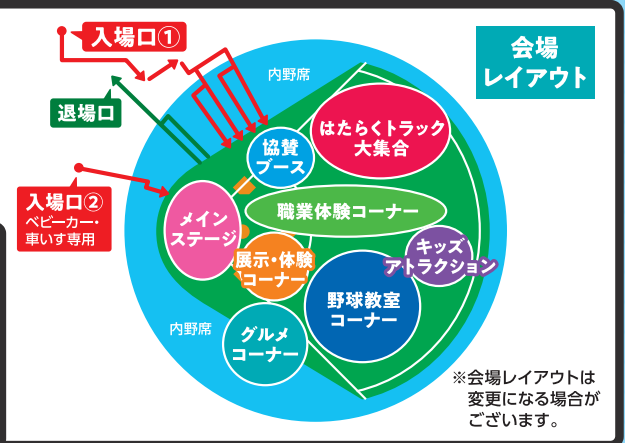 会場
レイアウト
入場口①
退場口
入場口②
ベビーカー・
車いす専用
内野席
協賛
ブース
はたらくトラック
大集合
職業体験コーナー
メイン
ステージ
展示・体験
コーナー
キッズ
アトラクション
野球教室
コーナー
内野席
グルメ
コーナー
※会場レイアウトは
変更になる場合が
ございます。